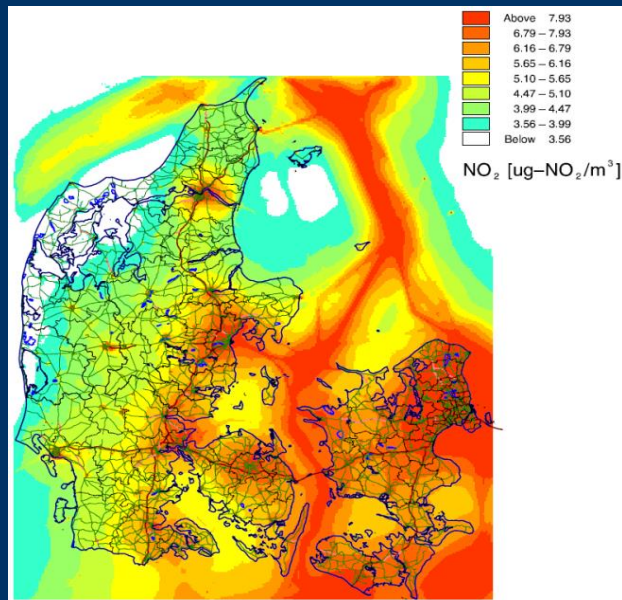 Above 7.93
6.79 – 7.93
6.16 – 6.79
5.65 – 6.16
5.10 – 5.65
4.47 – 5.10
3.99 – 4.47
3.56 – 3.99
Below 3.56
NO₂ [ug–NO₂/m³]